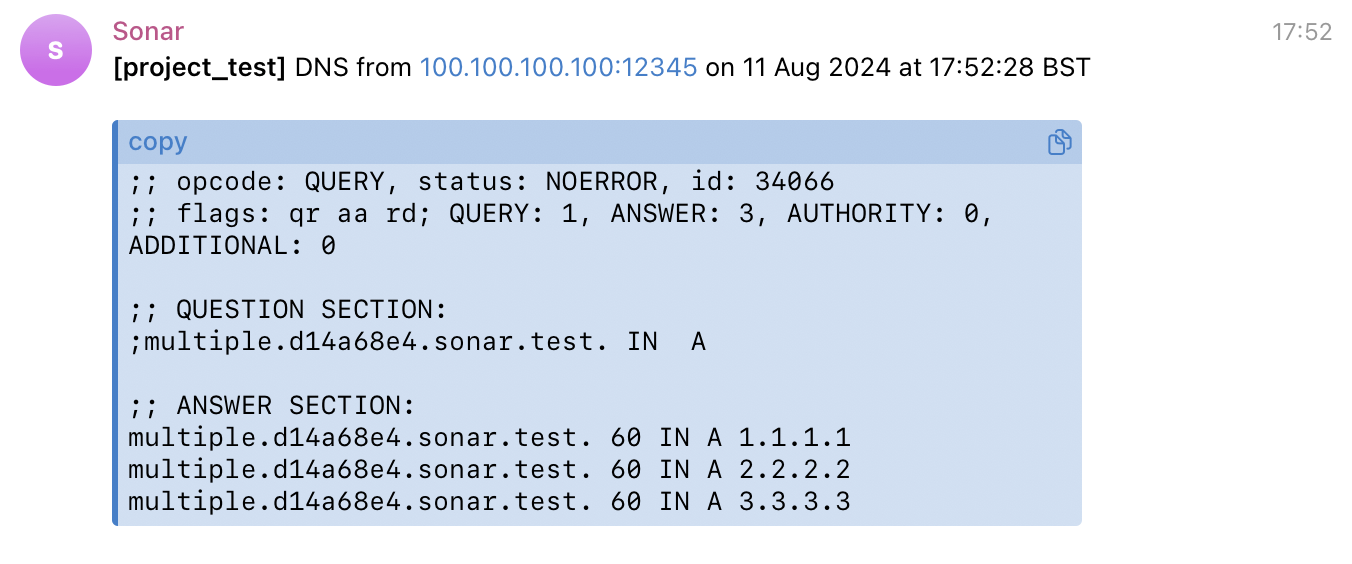 S
Sonar
17:52
[project_test] DNS from 100.100.100.100:12345 on 11 Aug 2024 at 17:52:28 BST
copy
;; opcode: QUERY, status: NOERROR, id: 34066
;; flags: qr aa rd; QUERY: 1, ANSWER: 3, AUTHORITY: 0,
ADDITIONAL: 0
;; QUESTION SECTION:
;multiple.d14a68e4.sonar.test. IN  A
;; ANSWER SECTION:
multiple.d14a68e4.sonar.test. 60 IN A 1.1.1.1
multiple.d14a68e4.sonar.test. 60 IN A 2.2.2.2
multiple.d14a68e4.sonar.test. 60 IN A 3.3.3.3